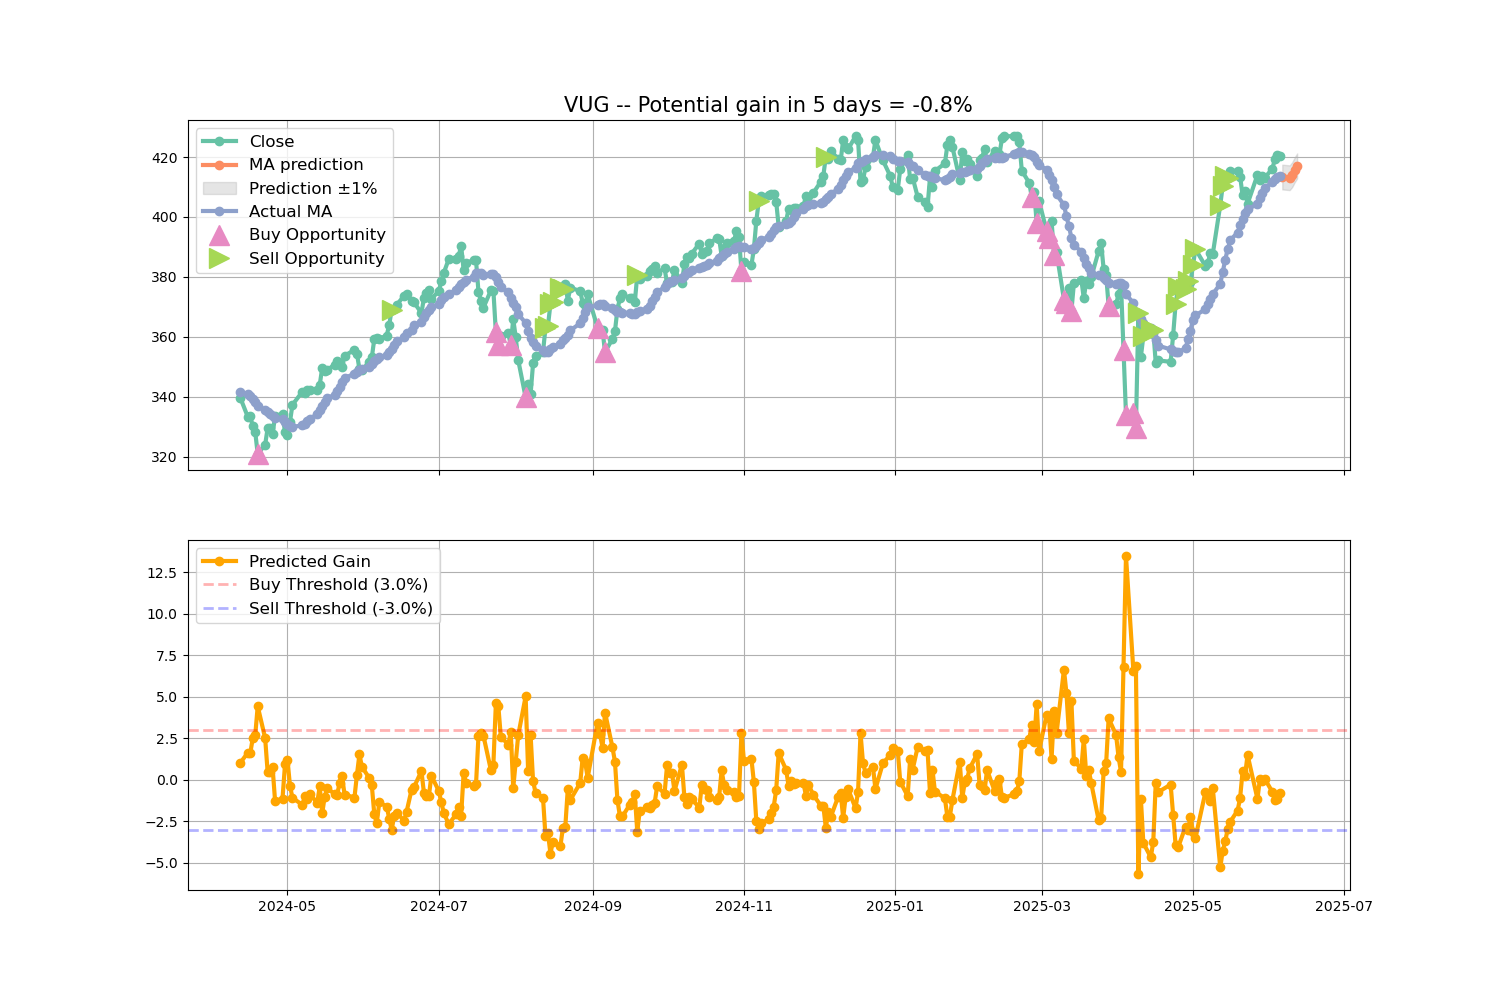 VUG -- Potential gain in 5 days = -0.8%
Close
MA prediction
Prediction ±1%
Actual MA
Buy Opportunity
Sell Opportunity
420
400
380
360
340
320
Predicted Gain
Buy Threshold (3.0%)
Sell Threshold (-3.0%)
12.5
10.0
7.5
5.0
2.5
0.0
−2.5
−5.0
2024-05 2024-07 2024-09 2024-11 2025-01 2025-03 2025-05 2025-07